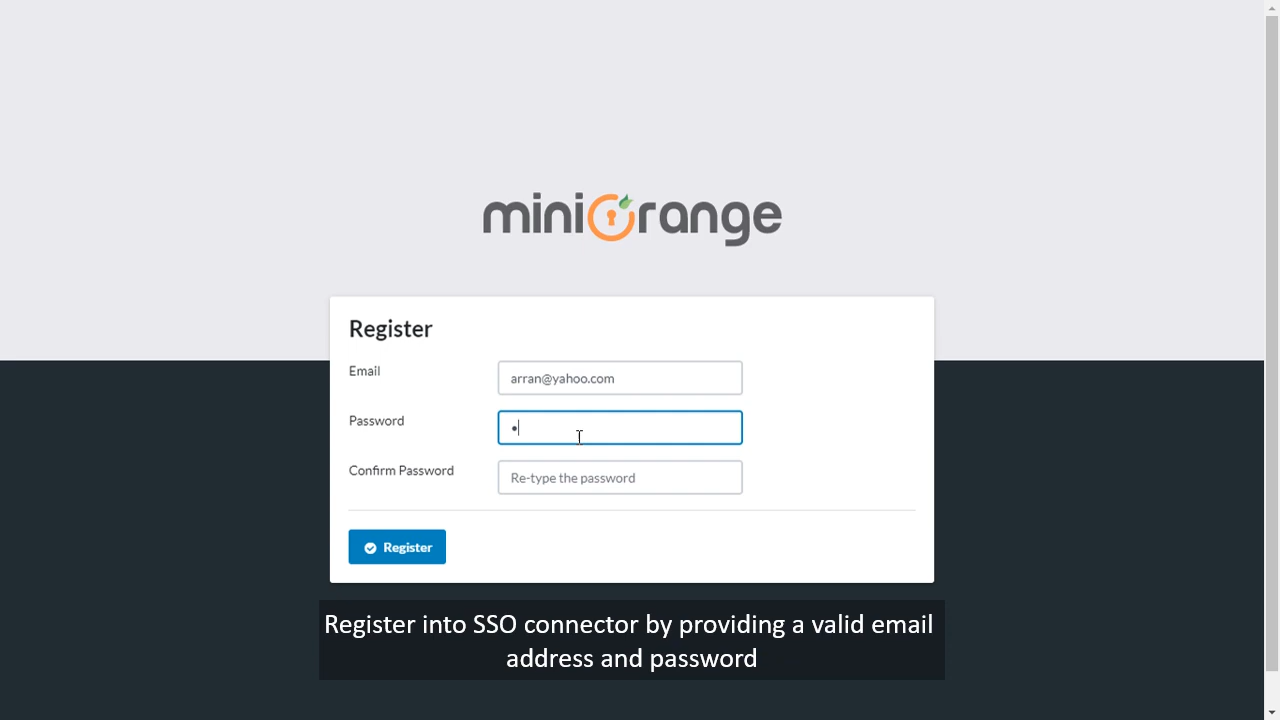 miniOrange
Register
Email
arran@yahoo.com
Password
•
Confirm Password
Re-type the password
Register
Register into SSO connector by providing a valid email
address and password